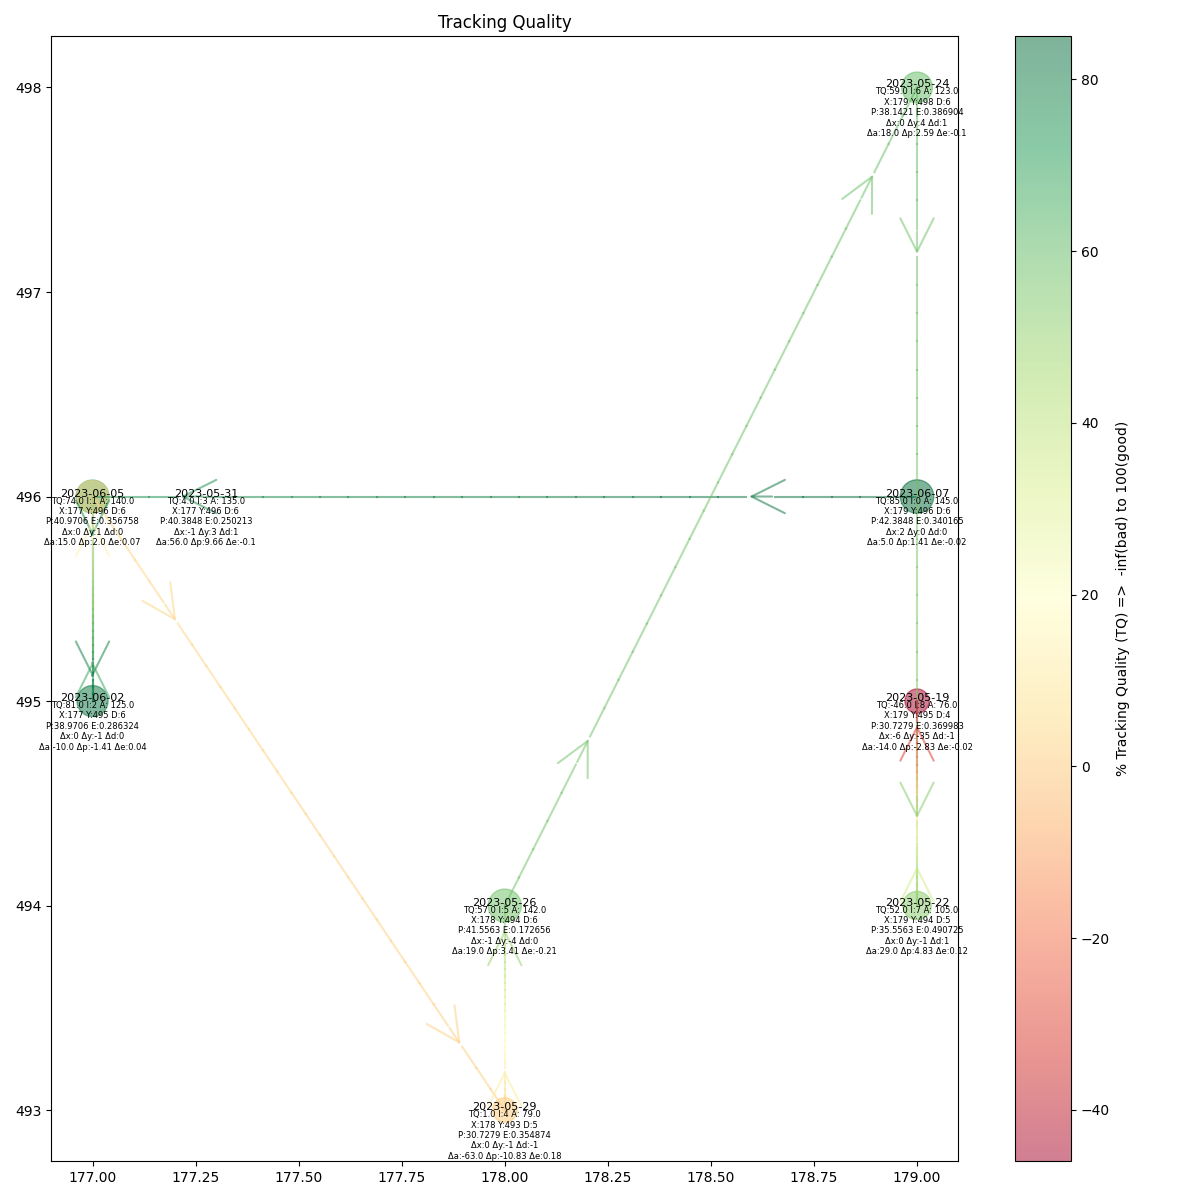 Tracking Quality
498
497
496
495
494
493
177.00 177.25 177.50 177.75 178.00 178.25 178.50 178.75 179.00
2023-05-24
TQ:59.0 I:6 A: 123.0
X:179 Y:498 D:6
P:38.1421 E:0.386904
Δx:0 Δy:4 Δd:1
Δa:18.0 Δp:2.59 Δe:-0.1
2023-06-05
TQ:74.0 I:1 A: 140.0
X:177 Y:496 D:6
P:40.9706 E:0.356758
Δx:0 Δy:1 Δd:0
Δa:15.0 Δp:2.0 Δe:0.07
2023-05-31
TQ:4.0 I:3 A: 135.0
X:177 Y:496 D:6
P:40.3848 E:0.250213
Δx:-1 Δy:3 Δd:1
Δa:56.0 Δp:9.66 Δe:-0.1
2023-06-07
TQ:85.0 I:0 A: 145.0
X:179 Y:496 D:6
P:42.3848 E:0.340165
Δx:2 Δy:0 Δd:0
Δa:5.0 Δp:1.41 Δe:-0.02
2023-06-02
TQ:81.0 I:2 A: 125.0
X:177 Y:495 D:6
P:38.9706 E:0.286324
Δx:0 Δy:-1 Δd:0
Δa:-10.0 Δp:-1.41 Δe:0.04
2023-05-19
TQ:-46.0 I:8 A: 76.0
X:179 Y:495 D:4
P:30.7279 E:0.369983
Δx:-6 Δy:-35 Δd:-1
Δa:-14.0 Δp:-2.83 Δe:-0.02
2023-05-26
TQ:57.0 I:5 A: 142.0
X:178 Y:494 D:6
P:41.5563 E:0.172656
Δx:-1 Δy:-4 Δd:0
Δa:19.0 Δp:3.41 Δe:-0.21
2023-05-22
TQ:52.0 I:7 A: 105.0
X:179 Y:494 D:5
P:35.5563 E:0.490725
Δx:0 Δy:-1 Δd:1
Δa:29.0 Δp:4.83 Δe:0.12
2023-05-29
TQ:1.0 I:4 A: 79.0
X:178 Y:493 D:5
P:30.7279 E:0.354874
Δx:0 Δy:-1 Δd:-1
Δa:-63.0 Δp:-10.83 Δe:0.18
80
60
40
20
0
−20
−40
% Tracking Quality (TQ) => -inf(bad) to 100(good)